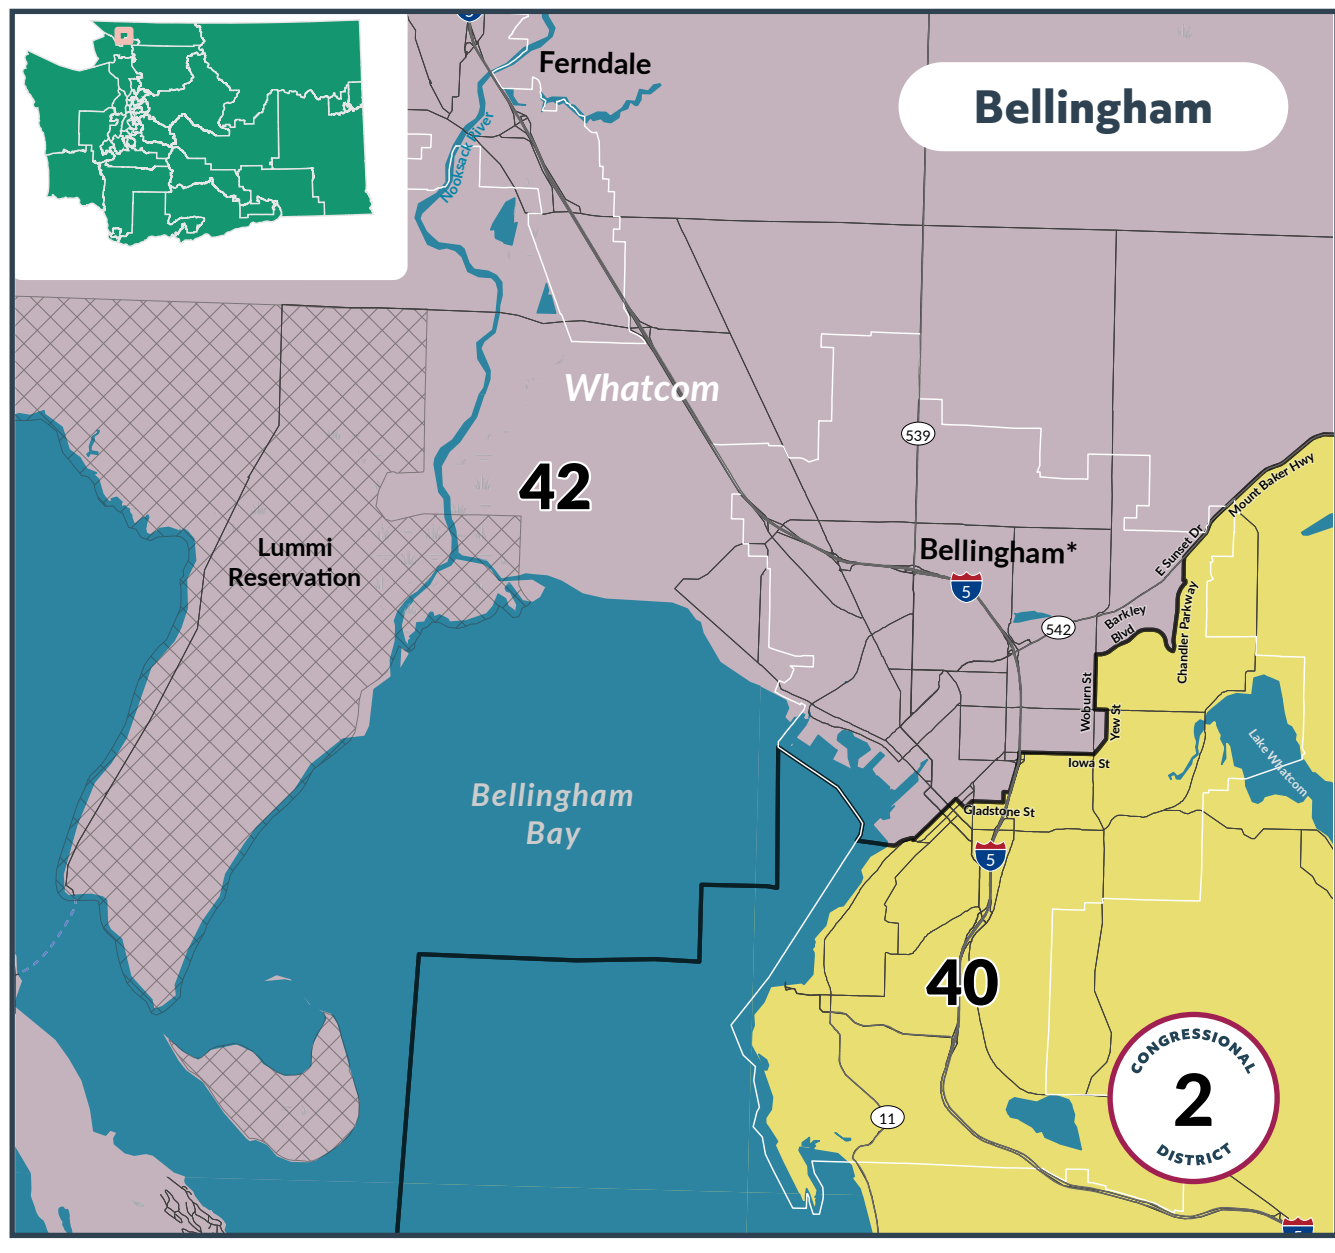 Ferndale
Bellingham
Nooksack River
Whatcom
539
Mount Baker Hwy
42
E Sunset Dr
Lummi
Reservation
Bellingham*
5
542
Barkley
Blvd
Chandler Parkway
Woburn St
Yew St
Iowa St
Lake Whatcom
Bellingham
Bay
Gladstone St
5
40
CONGRESSIONAL
2
DISTRICT
11